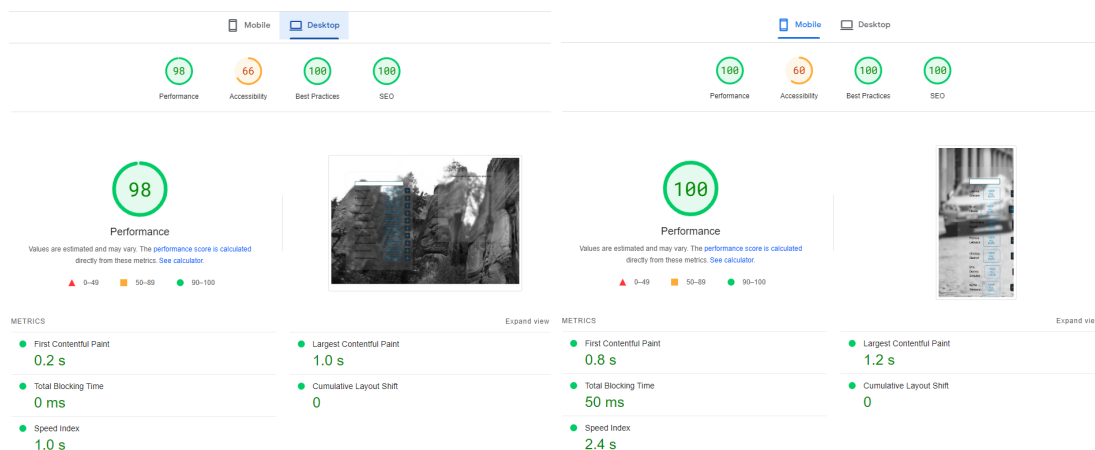 Mobile
Desktop
98
66
100
100
Performance
Accessibility
Best Practices
SEO
98
Performance
Values are estimated and may vary. The performance score is calculated
directly from these metrics. See calculator.
0–49
50–89
90–100
METRICS
Expand view
First Contentful Paint
0.2 s
Largest Contentful Paint
1.0 s
Total Blocking Time
0 ms
Cumulative Layout Shift
0
Speed Index
1.0 s
Mobile
Desktop
100
60
100
100
Performance
Accessibility
Best Practices
SEO
100
Performance
Values are estimated and may vary. The performance score is calculated
directly from these metrics. See calculator.
0–49
50–89
90–100
METRICS
Expand vie
First Contentful Paint
0.8 s
Largest Contentful Paint
1.2 s
Total Blocking Time
50 ms
Cumulative Layout Shift
0
Speed Index
2.4 s